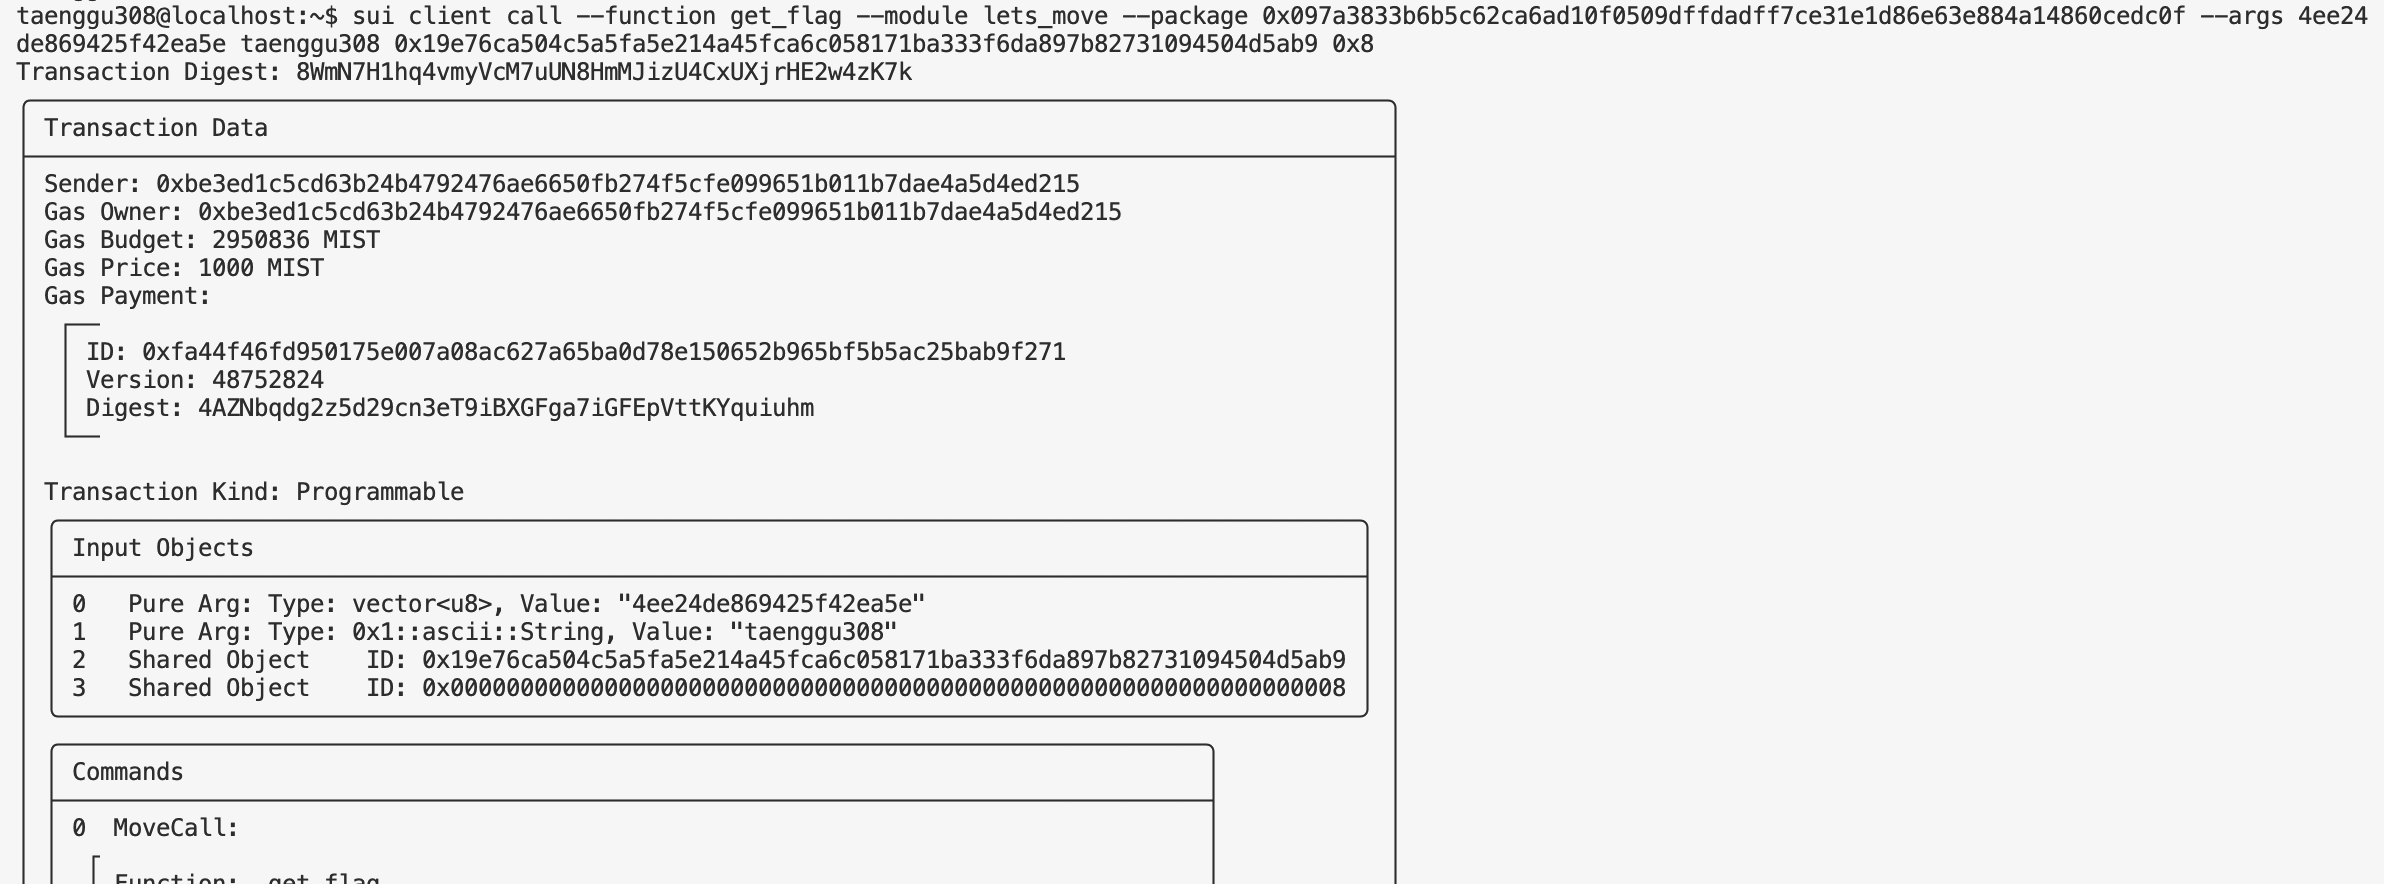 taenggu308@localhost:~$ sui client call --function get_flag --module lets_move --package 0x097a3833b6b5c62ca6ad10f0509dffdadff7ce31e1d86e63e884a14860cedc0f --args 4ee24
de869425f42ea5e taenggu308 0x19e76ca504c5a5fa5e214a45fca6c058171ba333f6da897b82731094504d5ab9 0x8
Transaction Digest: 8WmN7H1hq4vmyVcM7uUN8HmMJizU4CxUXjrHE2w4zK7k
Transaction Data
Sender: 0xbe3ed1c5cd63b24b4792476ae6650fb274f5cfe099651b011b7dae4a5d4ed215
Gas Owner: 0xbe3ed1c5cd63b24b4792476ae6650fb274f5cfe099651b011b7dae4a5d4ed215
Gas Budget: 2950836 MIST
Gas Price: 1000 MIST
Gas Payment:
ID: 0xfa44f46fd950175e007a08ac627a65ba0d78e150652b965bf5b5ac25bab9f271
Version: 48752824
Digest: 4AZNbqdg2z5d29cn3eT9iBXGFga7iGFEpVttKYquiuhm
Transaction Kind: Programmable
Input Objects
0 Pure Arg: Type: vector<u8>, Value: "4ee24de869425f42ea5e"
1 Pure Arg: Type: 0x1::ascii::String, Value: "taenggu308"
2 Shared Object ID: 0x19e76ca504c5a5fa5e214a45fca6c058171ba333f6da897b82731094504d5ab9
3 Shared Object ID: 0x0000000000000000000000000000000000000000000000000000000000000008
Commands
0 MoveCall:
Function: get_flag